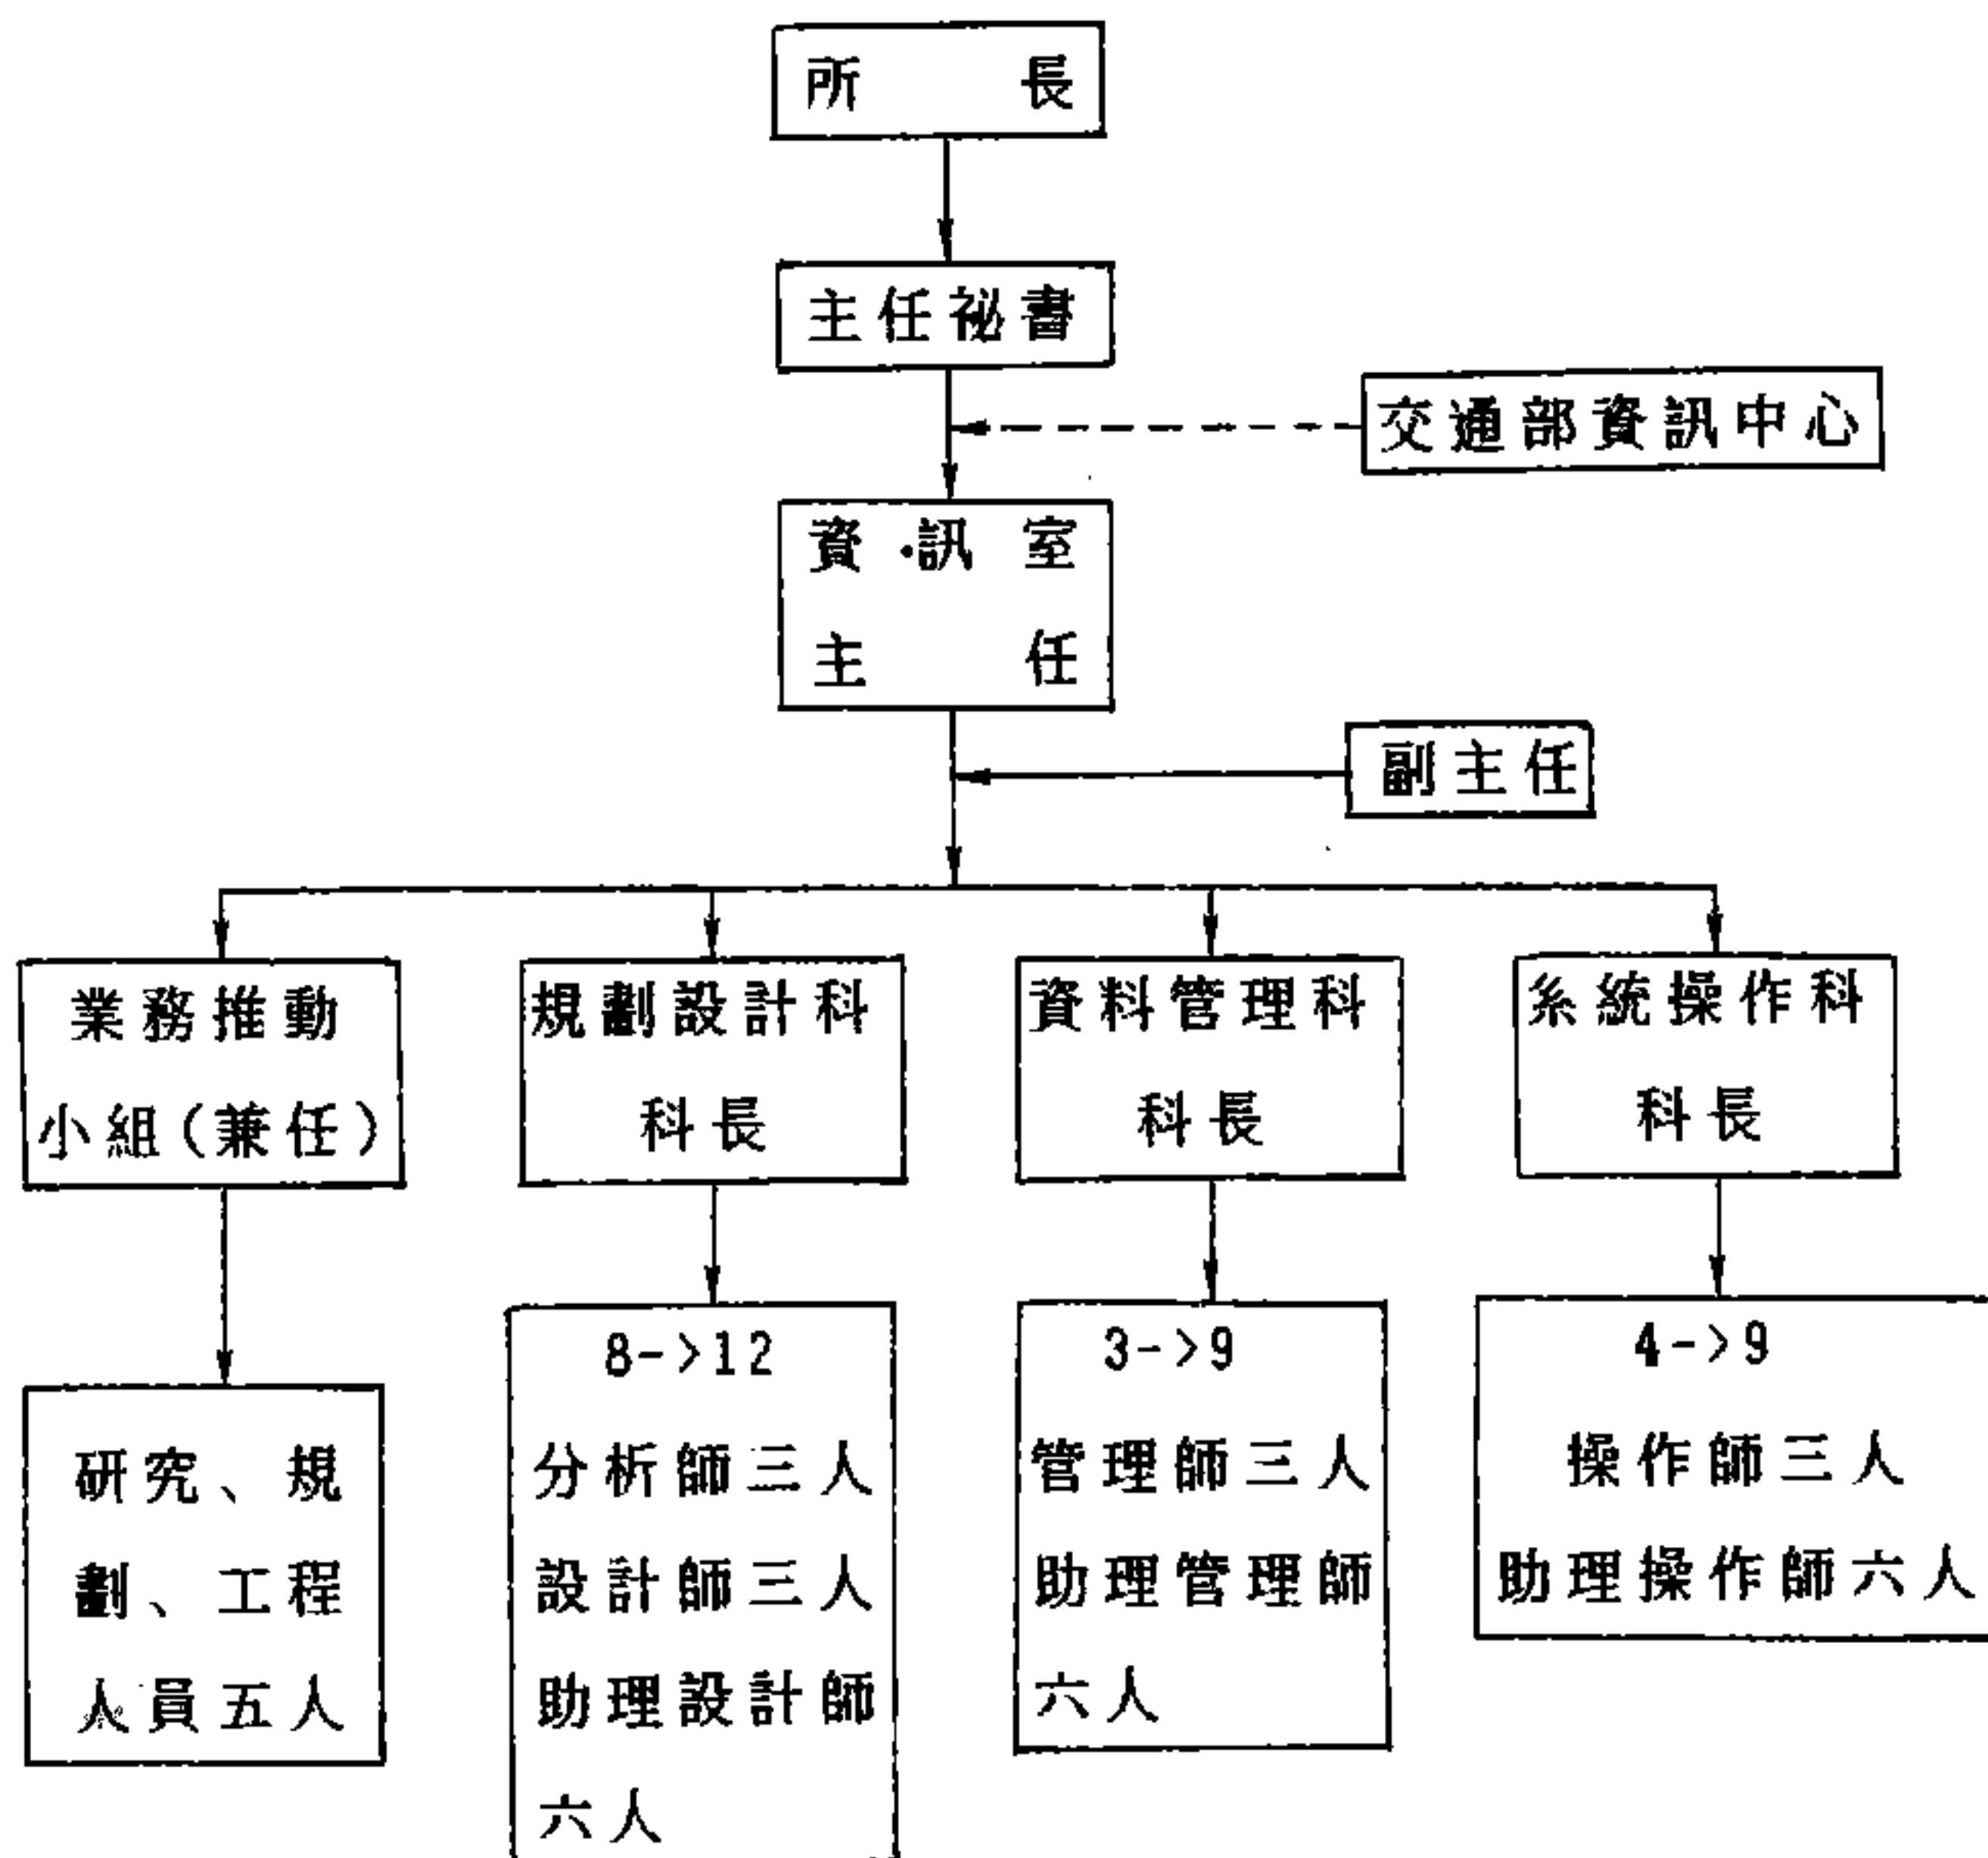 所長
主任祕書
交通部資訊中心
資訊室
主任
副主任
業務推動
小組(兼任)
規劃設計科
科長
資料管理科
科長
系統操作科
科長
研究、規
劃、工程
人員五人
8->12
分析師三人
設計師三人
助理設計師
六人
3->9
管理師三人
助理管理師
六人
4->9
操作師三人
助理操作師六人